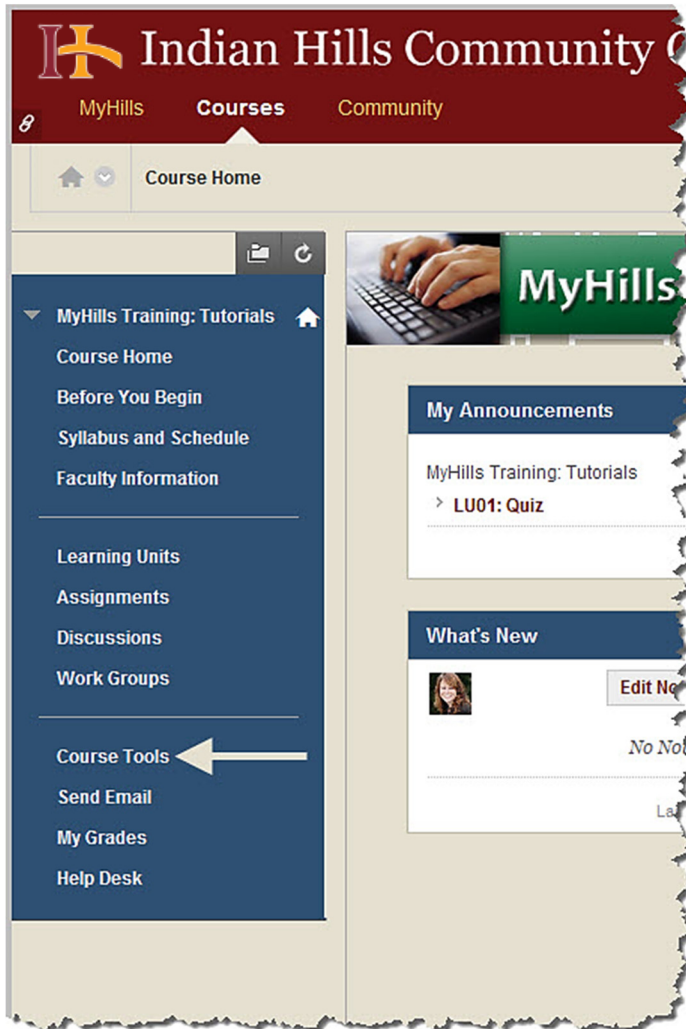 Indian Hills Community
MyHills Courses Community
Course Home
MyHills
MyHills Training: Tutorials
Course Home
Before You Begin
Syllabus and Schedule
Faculty Information
Learning Units
Assignments
Discussions
Work Groups
Course Tools
Send Email
My Grades
Help Desk
My Announcements
MyHills Training: Tutorials
LU01: Quiz
What's New
Edit
No